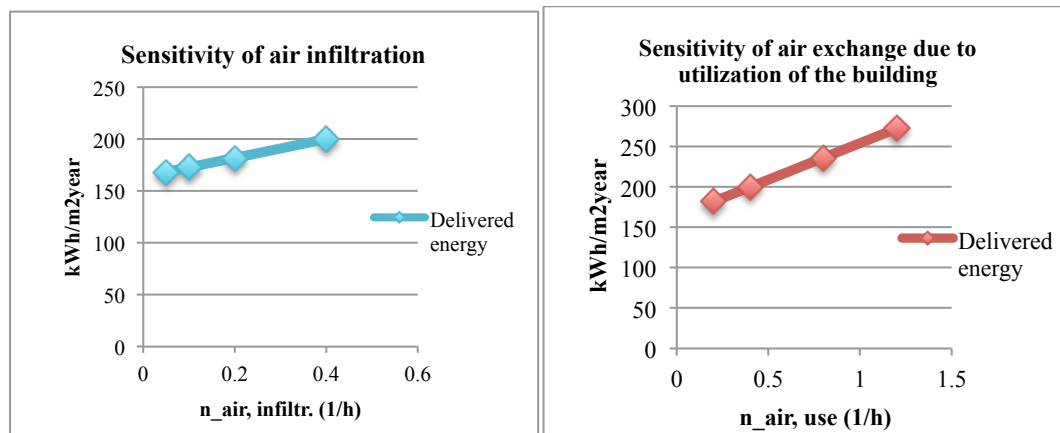 Sensitivity of air infiltration
250
200
150
100
50
0
0
0.2
0.4
0.6
kWh/m2year
n_air, infiltr. (1/h)
Delivered
energy
Sensitivity of air exchange due to
utilization of the building
300
250
200
150
100
50
0
0
0.5
1
1.5
kWh/m2year
n_air, use (1/h)
Delivered
energy